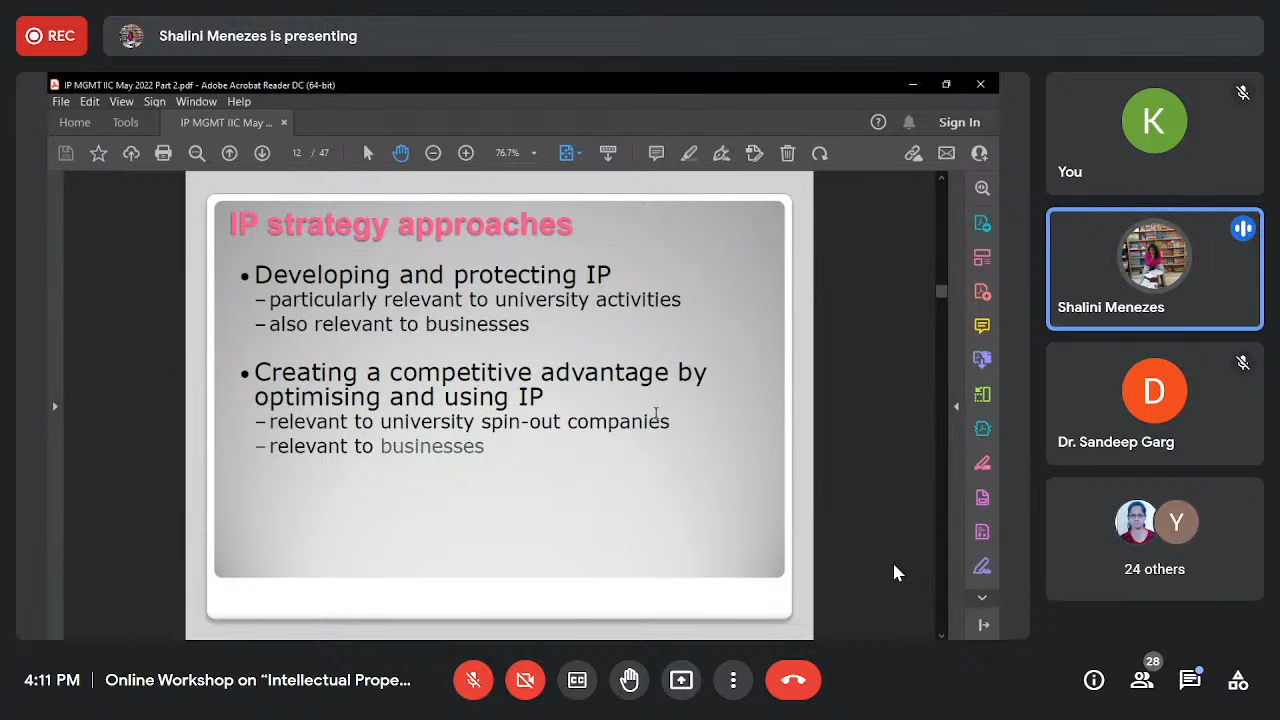 REC
Shalini Menezes is presenting
IP MGMT IIC May 2022 Part 2.pdf - Adobe Acrobat Reader DC (64-bit)
File Edit View Sign Window Help
Home Tools IP MGMT IIC May ... × Sign In
12 / 47 76.7%
IP strategy approaches
• Developing and protecting IP
– particularly relevant to university activities
– also relevant to businesses
• Creating a competitive advantage by
optimising and using IP
– relevant to university spin-out companies
– relevant to businesses
K
You
Shalini Menezes
D
Dr. Sandeep Garg
Y
24 others
4:11 PM | Online Workshop on “Intellectual Prope...
28